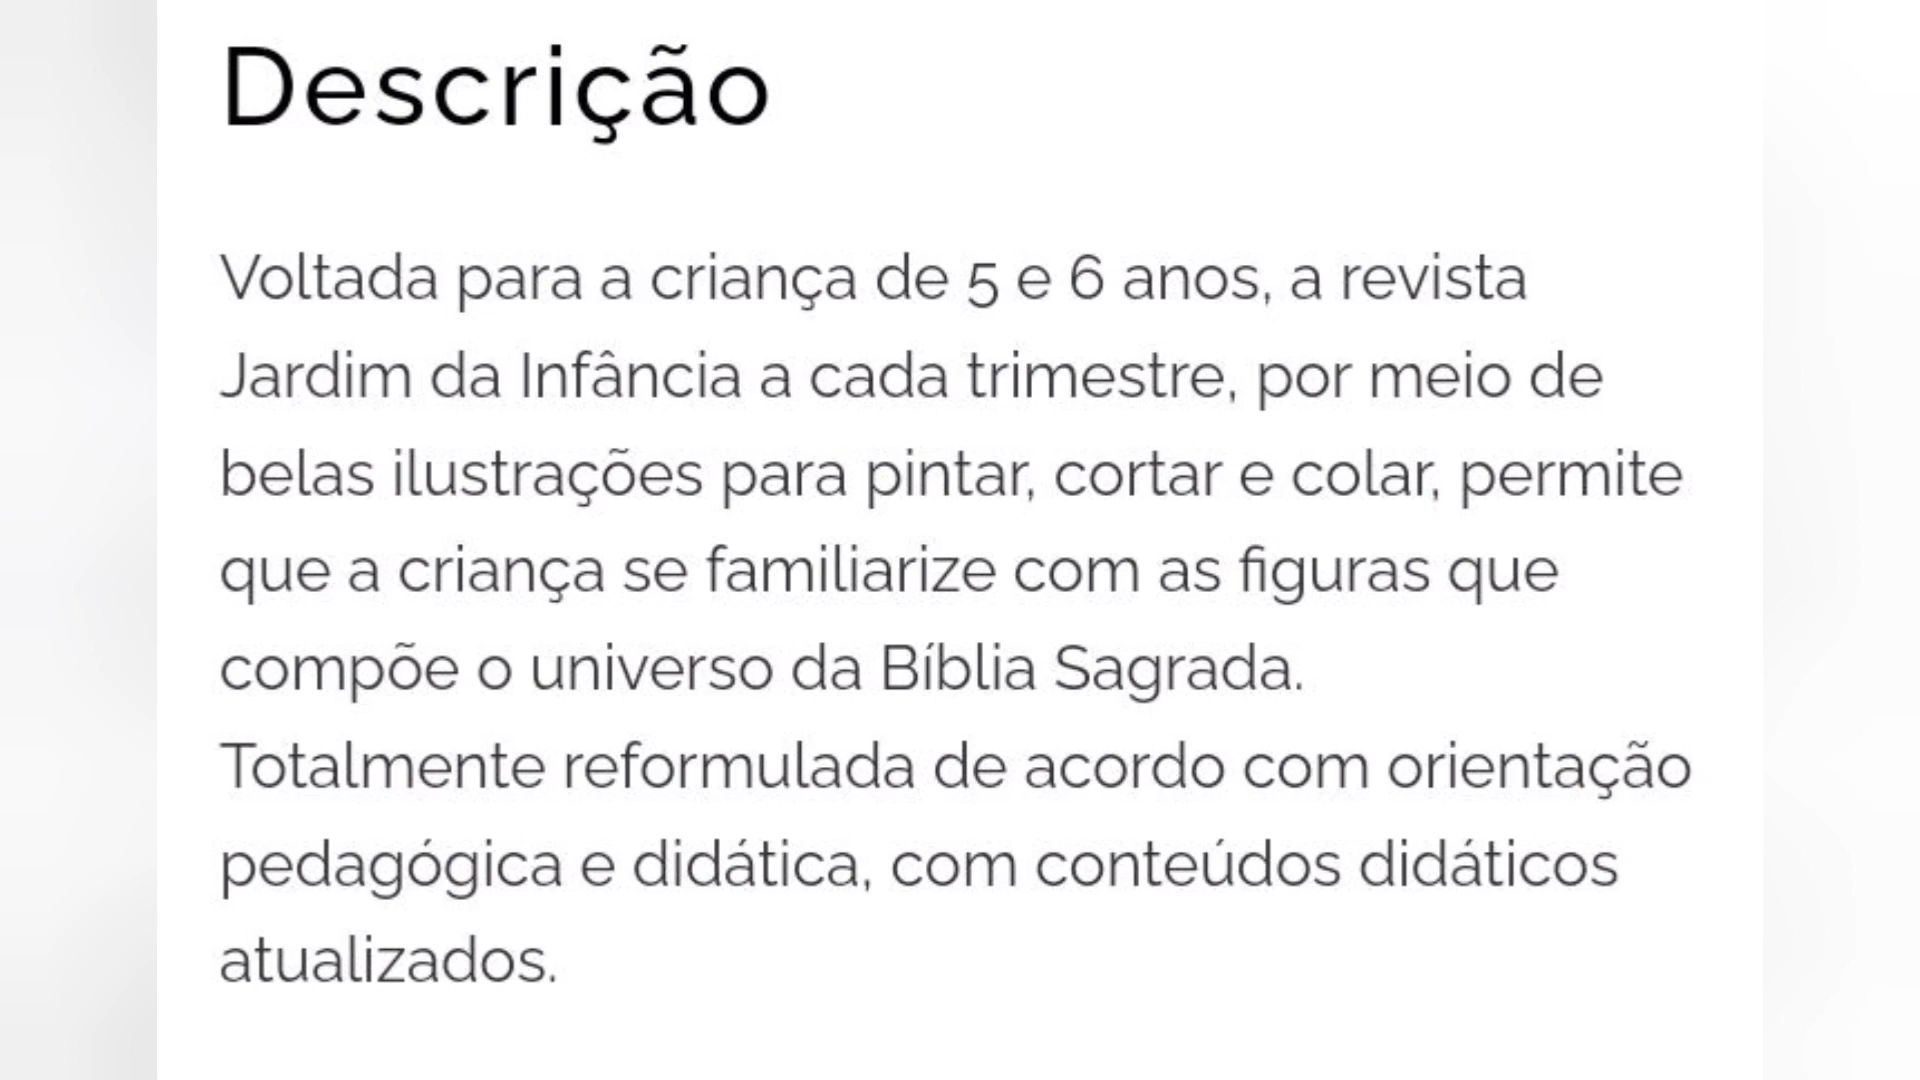 Descrição
Voltada para a criança de 5 e 6 anos, a revista
Jardim da Infância a cada trimestre, por meio de
belas ilustrações para pintar, cortar e colar, permite
que a criança se familiarize com as figuras que
compõe o universo da Bíblia Sagrada.
Totalmente reformulada de acordo com orientação
pedagógica e didática, com conteúdos didáticos
atualizados.